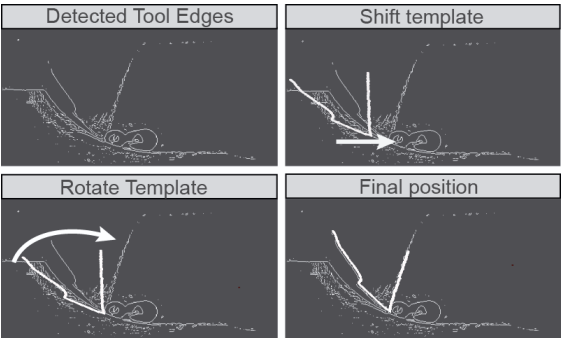 Detected Tool Edges
Shift template
Rotate Template
Final position